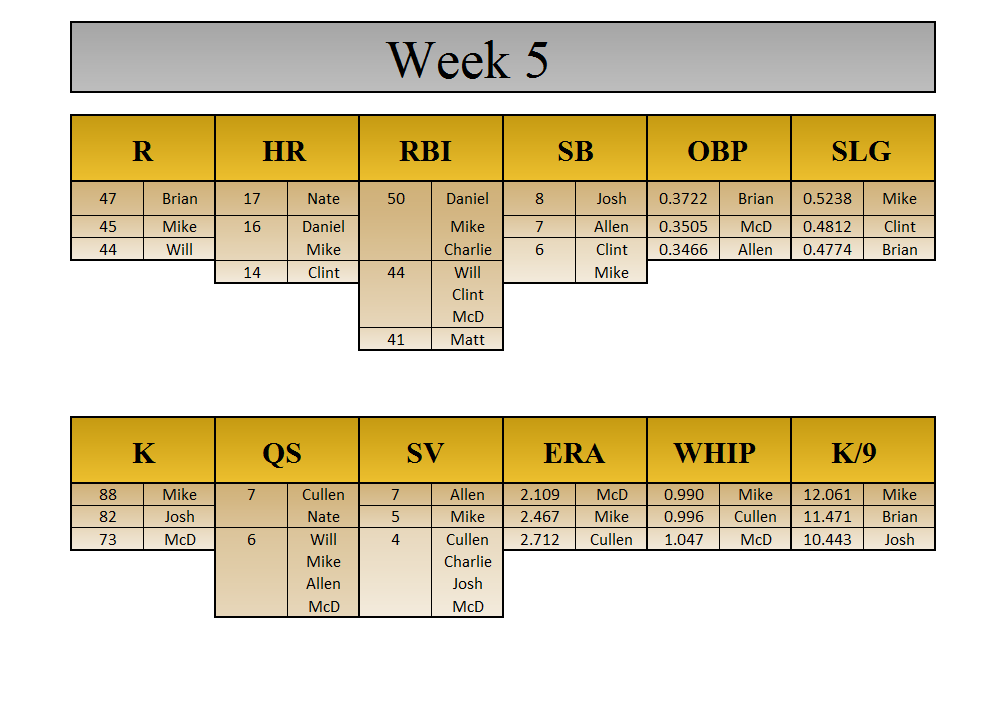 Week 5
R HR RBI SB OBP SLG
47 Brian 17 Nate 50 Daniel 8 Josh 0.3722 Brian 0.5238 Mike
45 Mike 16 Daniel Mike 7 Allen 0.3505 McD 0.4812 Clint
44 Will Mike Charlie 6 Clint 0.3466 Allen 0.4774 Brian
14 Clint 44 Will Mike
Clint
McD
41 Matt
K QS SV ERA WHIP K/9
88 Mike 7 Cullen 7 Allen 2.109 McD 0.990 Mike 12.061 Mike
82 Josh Nate 5 Mike 2.467 Mike 0.996 Cullen 11.471 Brian
73 McD 6 Will 4 Cullen 2.712 Cullen 1.047 McD 10.443 Josh
Mike Charlie
Allen Josh
McD McD